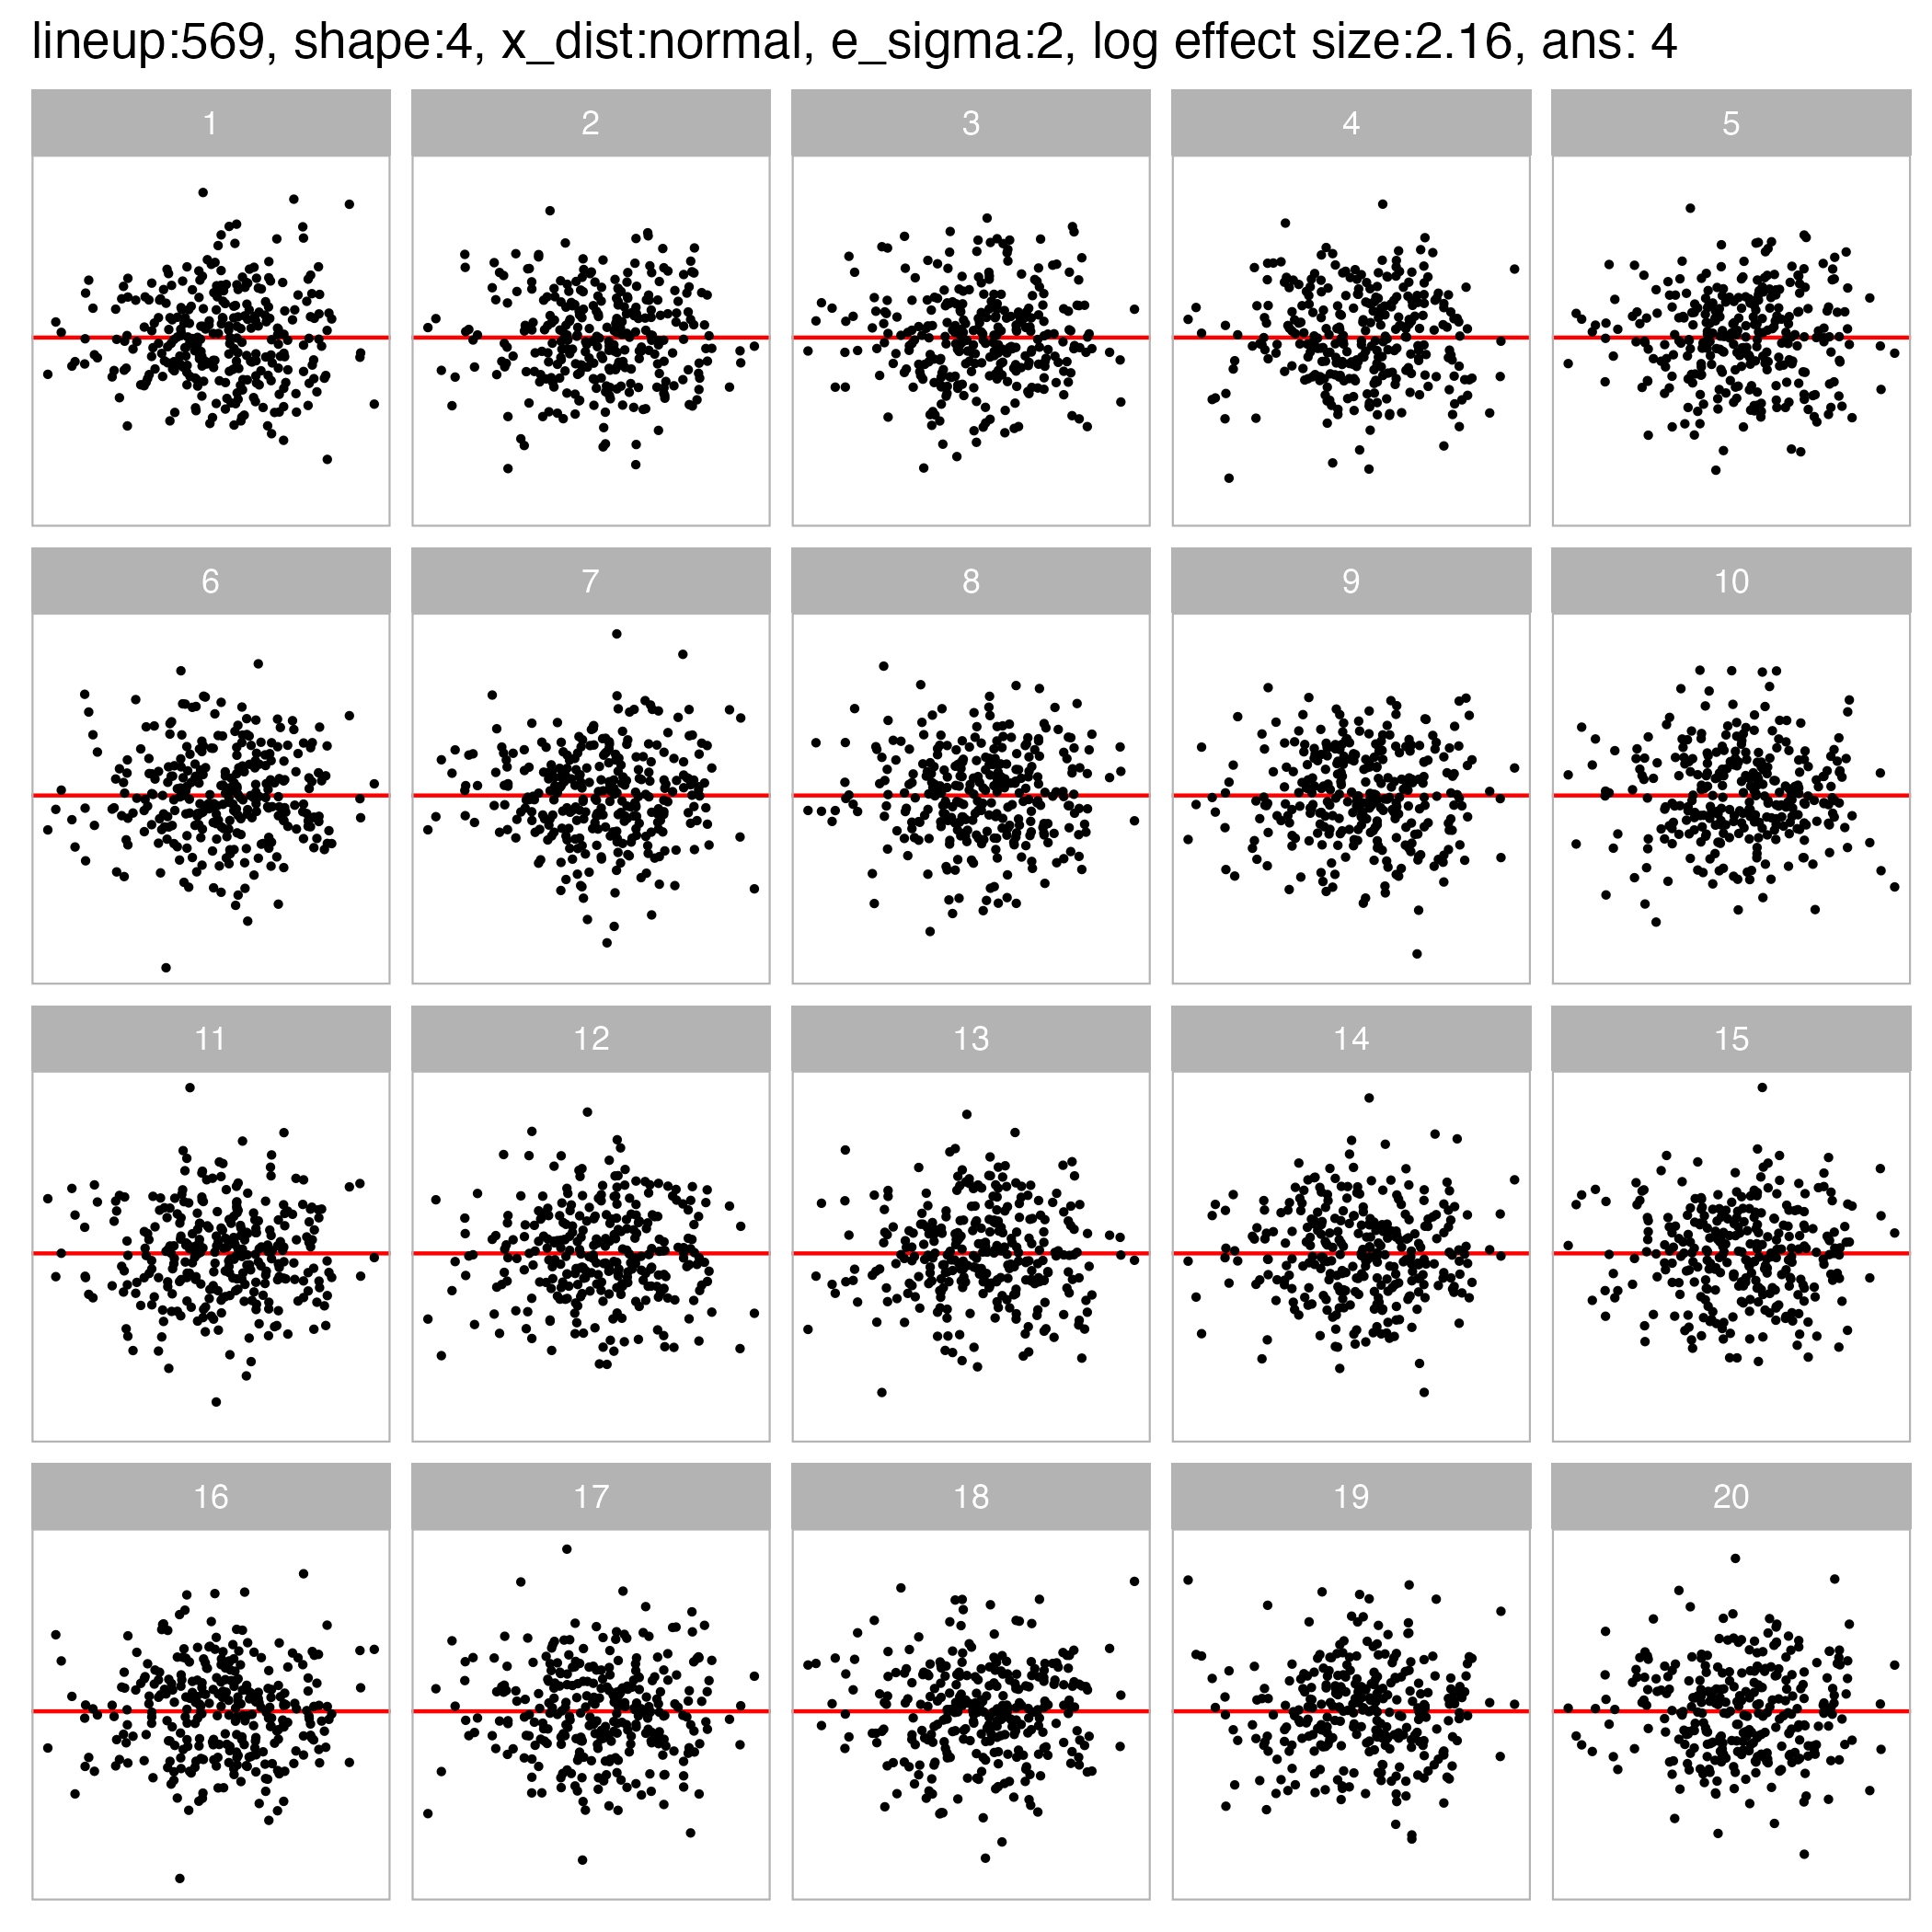 lineup:569, shape:4, x_dist:normal, e_sigma:2, log effect size:2.16, ans: 4
1 2 3 4 5
6 7 8 9 10
11 12 13 14 15
16 17 18 19 20